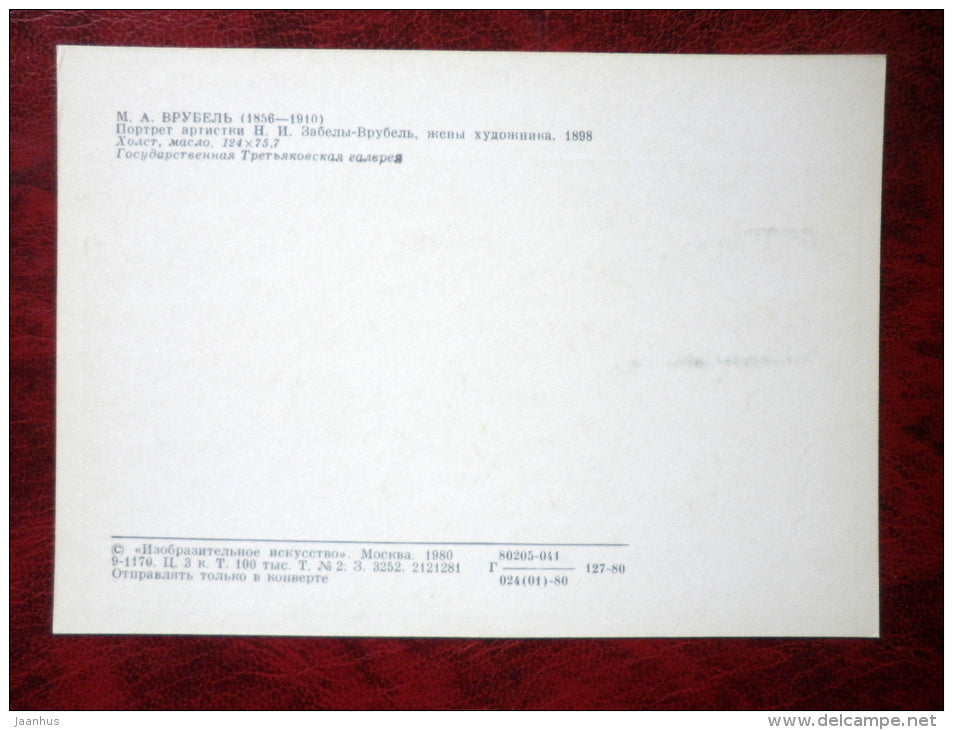 М. А. ВРУБЕЛЬ (1856—1910)
Портрет артистки Н. И. Забелы-Врубель, жены художника. 1898
Холст, масло. 124×75,7
Государственная Третьяковская галерея
© «Изобразительное искусство». Москва. 1980
9-1170. Ц. 3 к. Т. 100 тыс. Т. № 2: З. 3252. 2121281
Отправлять только в конверте
80205-041
Г ——— 127-80
024(01)-80
jaanhus
www.delcampe.net